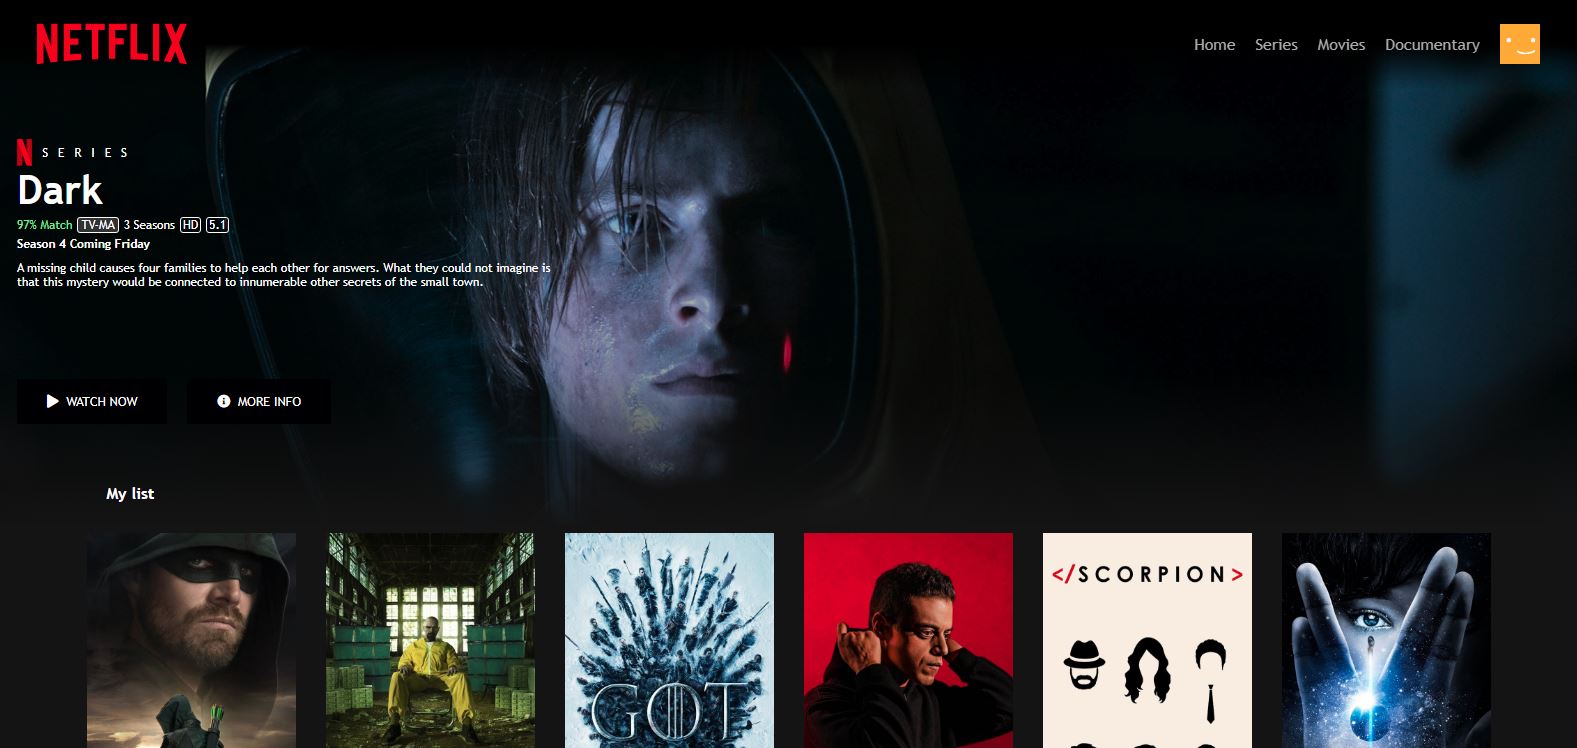 NETFLIX
Home Series Movies Documentary
N SERIES
Dark
97% Match TV-MA 3 Seasons HD 5.1
Season 4 Coming Friday
A missing child causes four families to help each other for answers. What they could not imagine is
that this mystery would be connected to innumerable other secrets of the small town.
WATCH NOW MORE INFO
My list
GOT
</SCORPION>